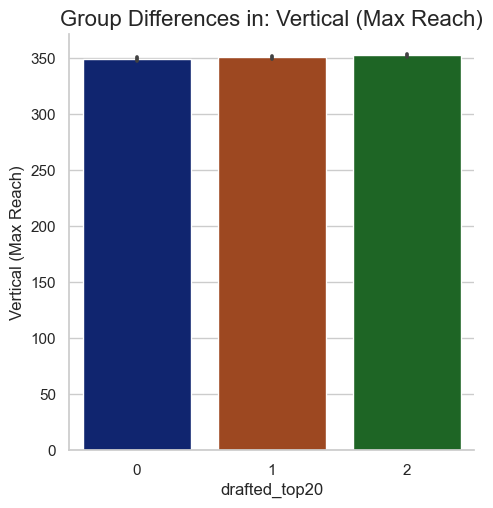 Group Differences in: Vertical (Max Reach)
350
300
250
200
150
100
50
0
Vertical (Max Reach)
0 1 2
drafted_top20